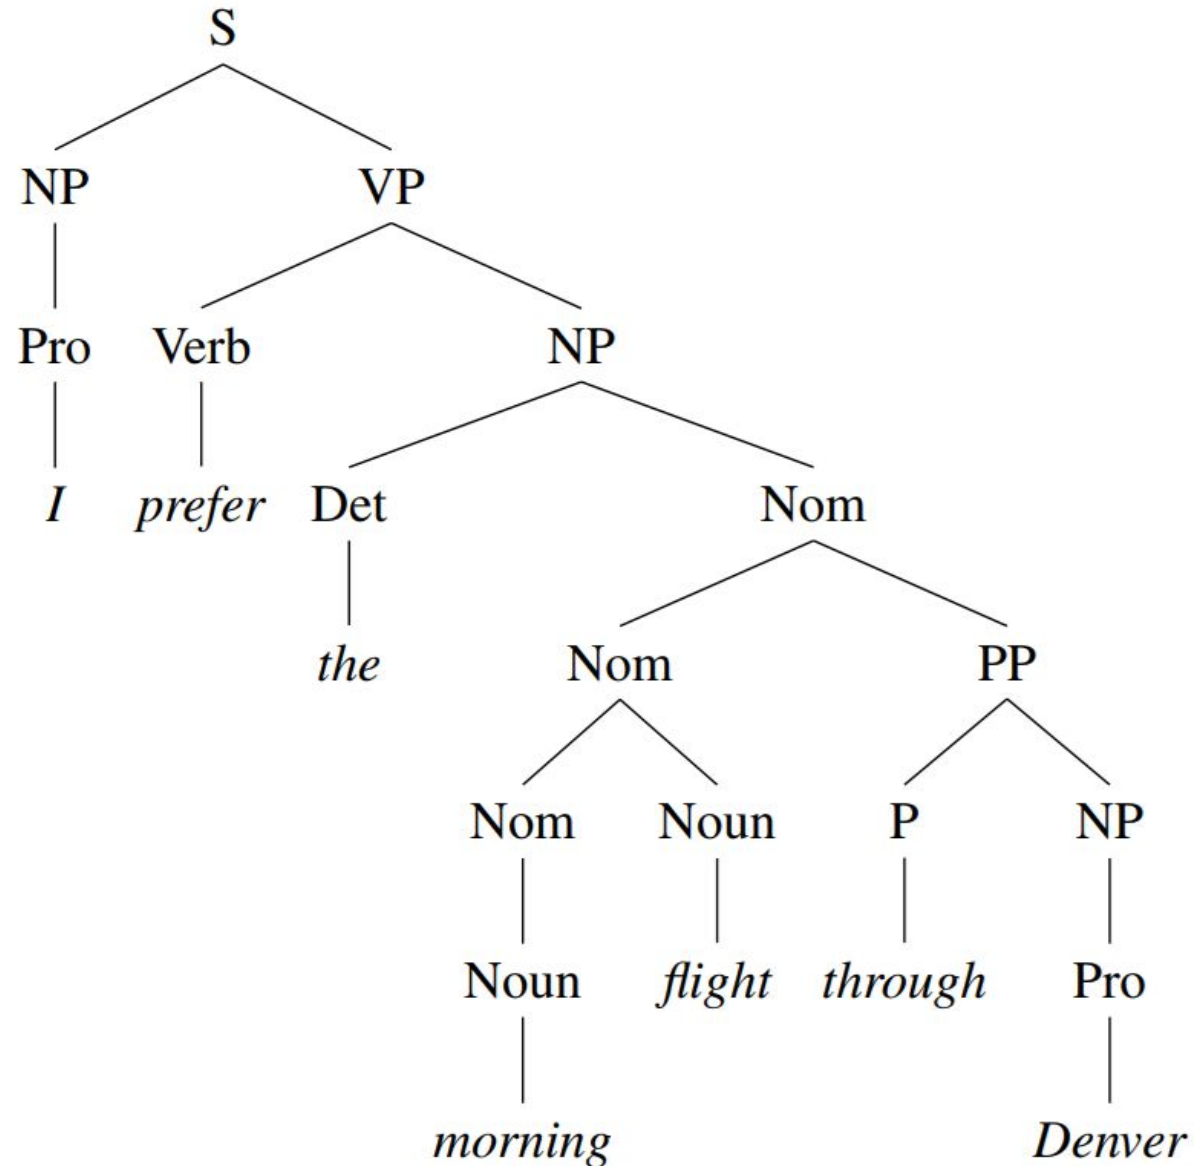 S
NP VP
Pro Verb NP
I prefer Det Nom
the Nom PP
Nom Noun P NP
Noun flight through Pro
morning Denver